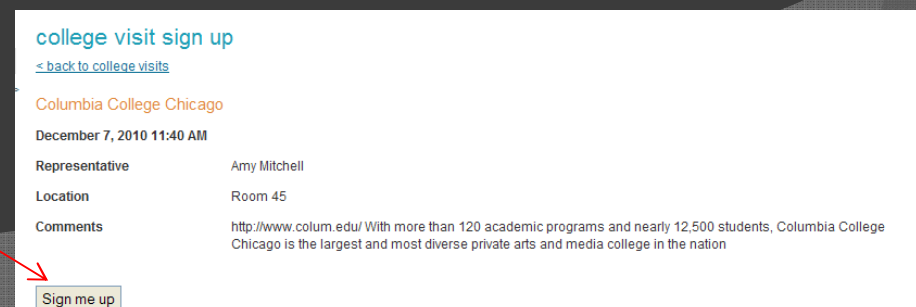 college visit sign up
< back to college visits
Columbia College Chicago
December 7, 2010 11:40 AM
Representative Amy Mitchell
Location Room 45
Comments http://www.colum.edu/ With more than 120 academic programs and nearly 12,500 students, Columbia College
Chicago is the largest and most diverse private arts and media college in the nation
Sign me up